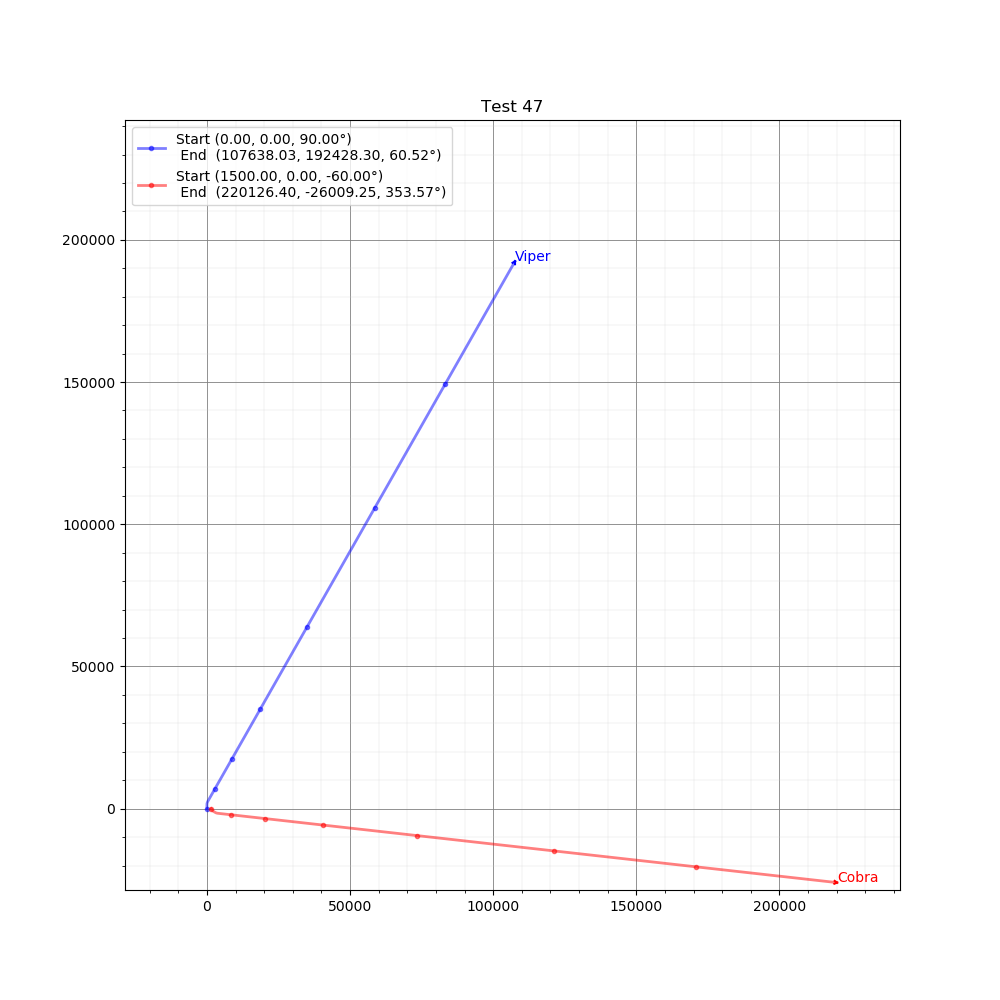 Test 47
Start (0.00, 0.00, 90.00°)
End (107638.03, 192428.30, 60.52°)
Start (1500.00, 0.00, -60.00°)
End (220126.40, -26009.25, 353.57°)
200000
Viper
150000
100000
50000
0
Cobra
0 50000 100000 150000 200000